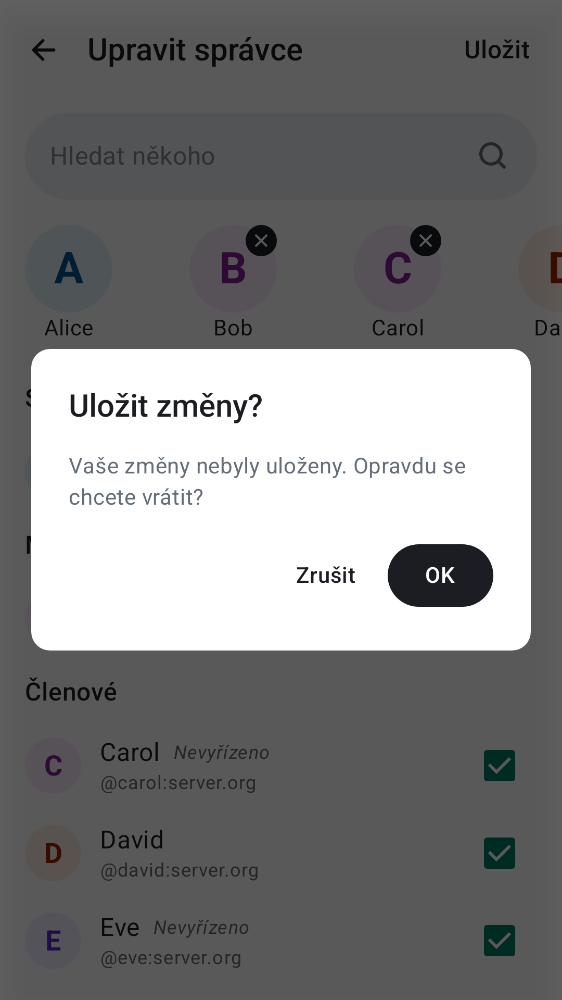 Upravit správce
Uložit
Hledat někoho
A
B
C
D
Alice
Bob
Carol
Da
Uložit změny?
Vaše změny nebyly uloženy. Opravdu se
chcete vrátit?
Zrušit
OK
Členové
C
Carol Nevyřízeno
@carol:server.org
D
David
@david:server.org
E
Eve Nevyřízeno
@eve:server.org